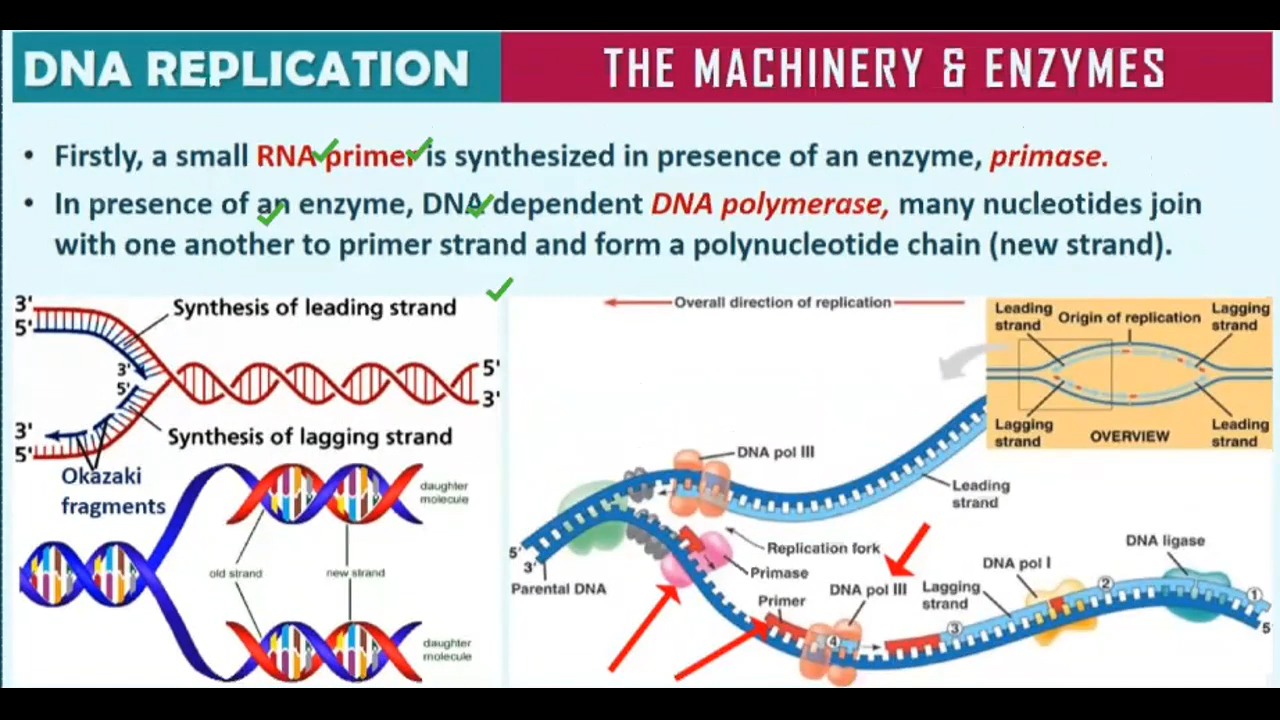 DNA REPLICATION
THE MACHINERY & ENZYMES
• Firstly, a small RNA primer is synthesized in presence of an enzyme, primase.
• In presence of an enzyme, DNA dependent DNA polymerase, many nucleotides join
with one another to primer strand and form a polynucleotide chain (new strand).
3'
5'
Synthesis of leading strand
3'
5'
5'
3'
3'
5'
Synthesis of lagging strand
Okazaki
fragments
daughter
molecule
old strand
new strand
daughter
molecule
Overall direction of replication
Leading
strand
Origin of replication
Lagging
strand
Lagging
strand
OVERVIEW
Leading
strand
DNA pol III
Leading
strand
5'
3'
Parental DNA
Replication fork
Primase
Primer
DNA pol III
4
Lagging
strand
3
DNA pol I
2
DNA ligase
1
5'